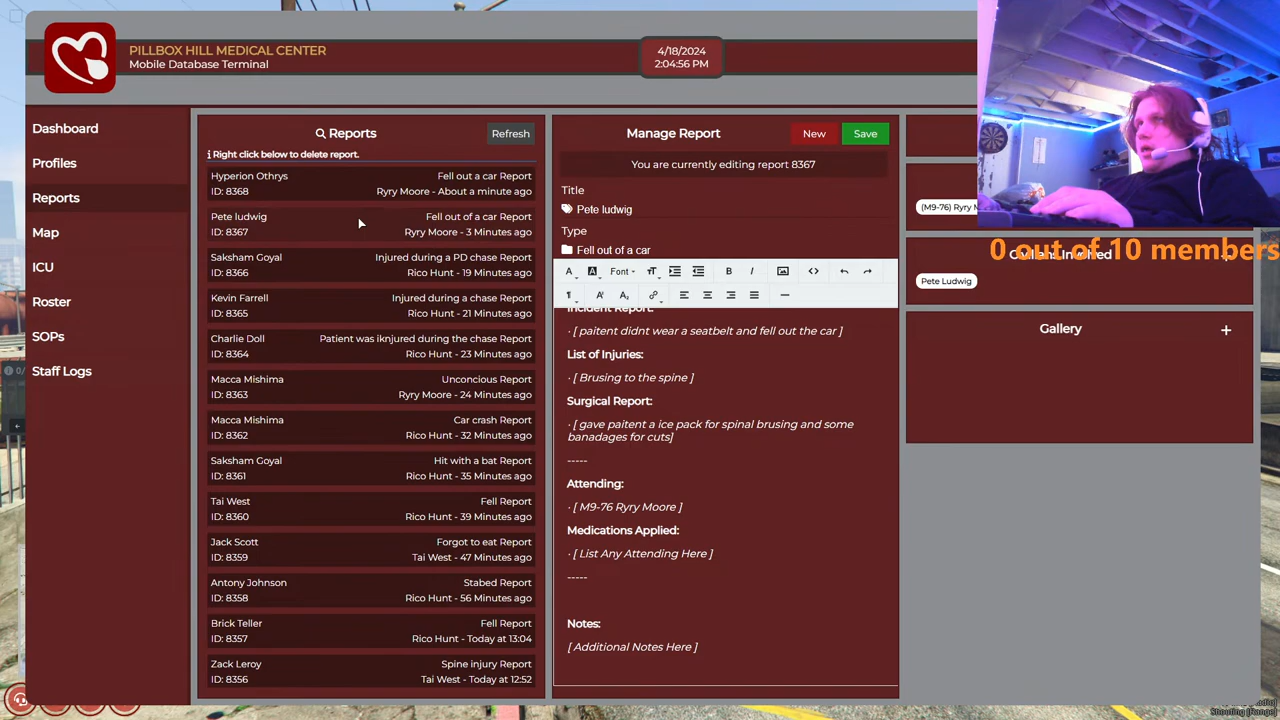 PILLBOX HILL MEDICAL CENTER
Mobile Database Terminal
4/18/2024
2:04:56 PM
Dashboard
Profiles
Reports
Map
ICU
Roster
SOPs
Staff Logs
Reports
Refresh
Right click below to delete report.
Hyperion Othrys Fell out a car Report
ID: 8368 Ryry Moore - About a minute ago
Pete ludwig Fell out of a car Report
ID: 8367 Ryry Moore - 3 Minutes ago
Saksham Goyal Injured during a PD chase Report
ID: 8366 Rico Hunt - 19 Minutes ago
Kevin Farrell Injured during a chase Report
ID: 8365 Rico Hunt - 21 Minutes ago
Charlie Doll Patient was iknjured during the chase Report
ID: 8364 Rico Hunt - 23 Minutes ago
Macca Mishima Unconcious Report
ID: 8363 Ryry Moore - 24 Minutes ago
Macca Mishima Car crash Report
ID: 8362 Rico Hunt - 32 Minutes ago
Saksham Goyal Hit with a bat Report
ID: 8361 Rico Hunt - 35 Minutes ago
Tai West Fell Report
ID: 8360 Rico Hunt - 39 Minutes ago
Jack Scott Forgot to eat Report
ID: 8359 Tai West - 47 Minutes ago
Antony Johnson Stabed Report
ID: 8358 Rico Hunt - 56 Minutes ago
Brick Teller Fell Report
ID: 8357 Rico Hunt - Today at 13:04
Zack Leroy Spine injury Report
ID: 8356 Tai West - Today at 12:52
Manage Report
New
Save
You are currently editing report 8367
Title
Pete ludwig
Type
Fell out of a car
Font
Incident Report:
· [ paitent didnt wear a seatbelt and fell out the car ]
List of Injuries:
· [ Brusing to the spine ]
Surgical Report:
· [ gave paitent a ice pack for spinal brusing and some
banadages for cuts]
-----
Attending:
· [ M9-76 Ryry Moore ]
Medications Applied:
· [ List Any Attending Here ]
-----
Notes:
[ Additional Notes Here ]
(M9-76) Ryry M
0 out of 10 members
Pete Ludwig
Gallery